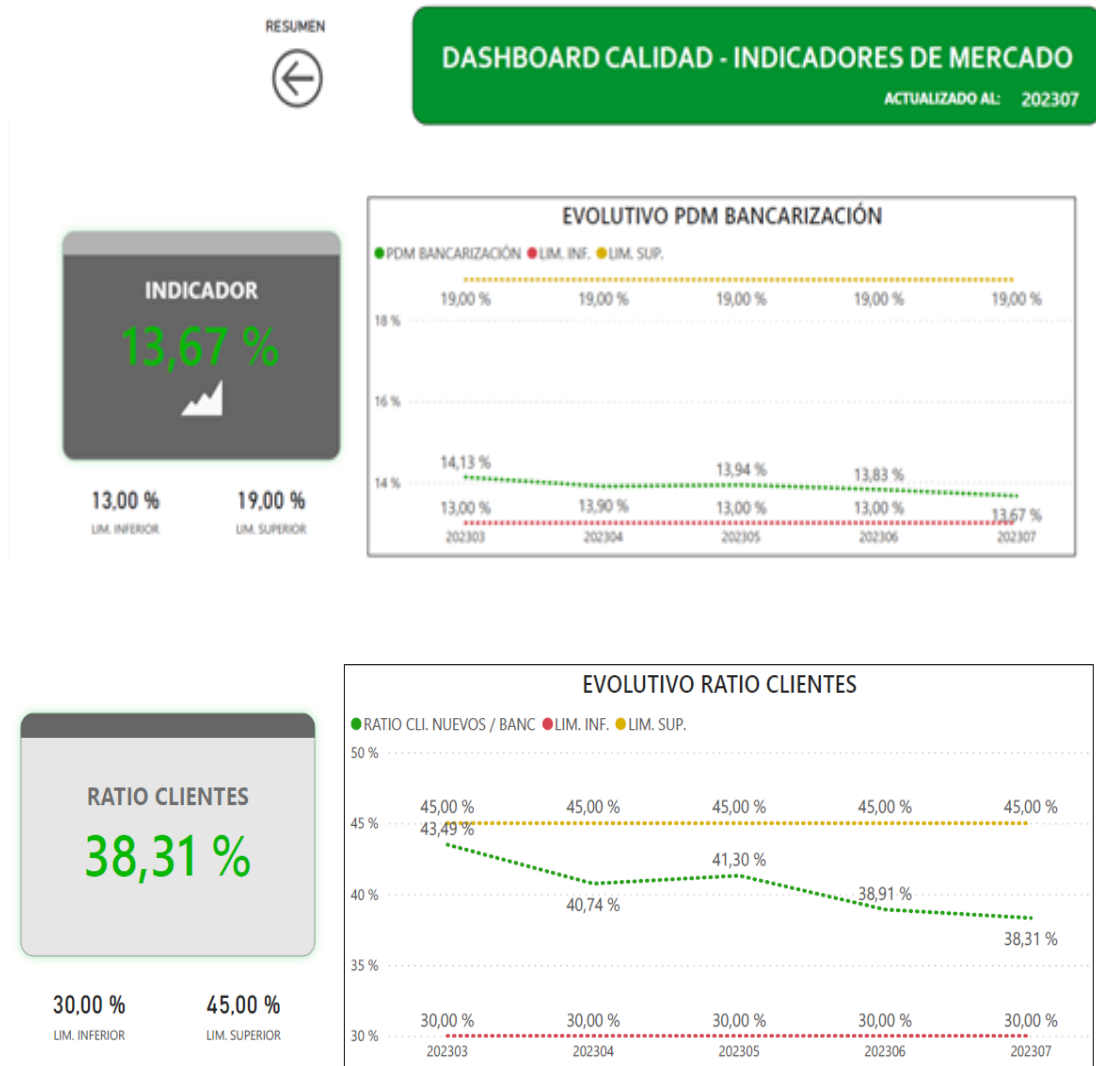 RESUMEN
DASHBOARD CALIDAD - INDICADORES DE MERCADO
ACTUALIZADO AL: 202307
INDICADOR
13,67 %
13,00 % 19,00 %
LIM. INFERIOR LIM. SUPERIOR
EVOLUTIVO PDM BANCARIZACIÓN
PDM BANCARIZACIÓN LIM. INF. LIM. SUP.
19,00 % 19,00 % 19,00 % 19,00 % 19,00 %
18 %
16 %
14,13 % 13,94 % 13,83 %
14 %
13,00 % 13,90 % 13,00 % 13,00 % 13,67 %
202303 202304 202305 202306 202307
RATIO CLIENTES
38,31 %
30,00 % 45,00 %
LIM. INFERIOR LIM. SUPERIOR
EVOLUTIVO RATIO CLIENTES
RATIO CLI. NUEVOS / BANC LIM. INF. LIM. SUP.
50 %
45,00 % 45,00 % 45,00 % 45,00 % 45,00 %
45 %
43,49 %
41,30 %
40 %
38,91 %
40,74 %
38,31 %
35 %
30,00 % 30,00 % 30,00 % 30,00 % 30,00 %
30 %
202303 202304 202305 202306 202307